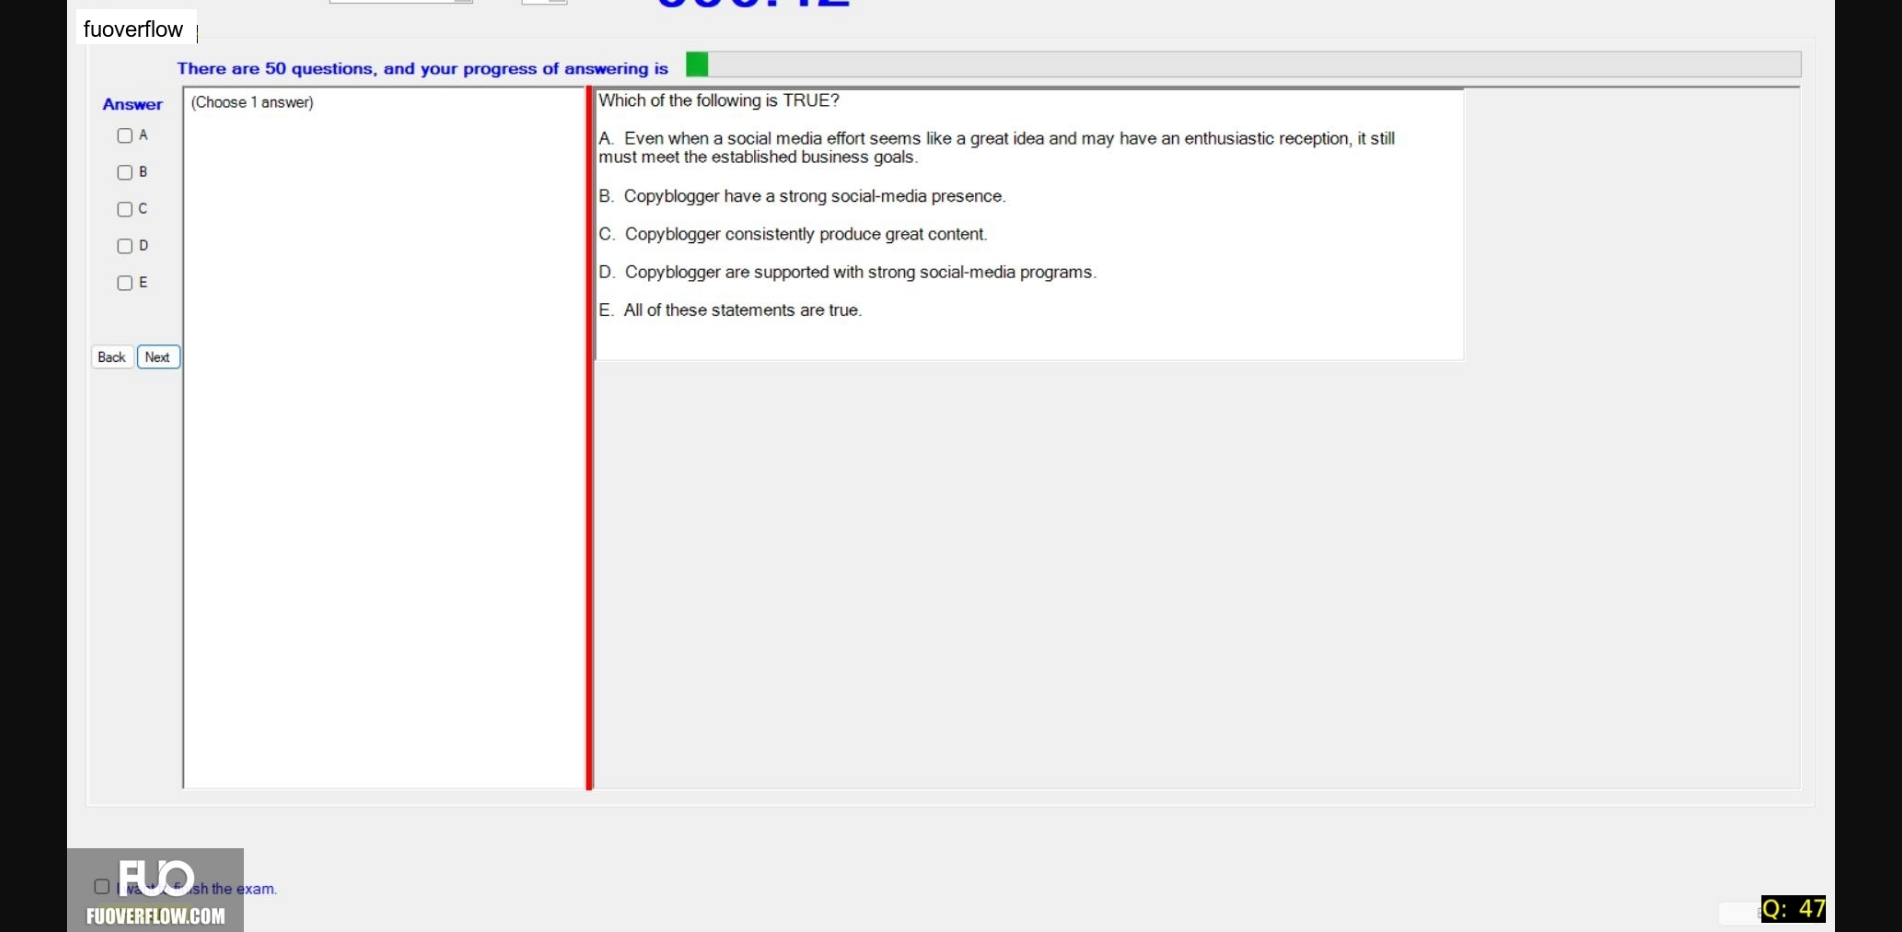 fuoverflow
There are 50 questions, and your progress of answering is
Answer
(Choose 1 answer)
A
B
C
D
E
Back Next
Which of the following is TRUE?
A. Even when a social media effort seems like a great idea and may have an enthusiastic reception, it still
must meet the established business goals.
B. Copyblogger have a strong social-media presence.
C. Copyblogger consistently produce great content.
D. Copyblogger are supported with strong social-media programs.
E. All of these statements are true.
FUO
sh the exam.
FUOVERFLOW.COM
Q: 47